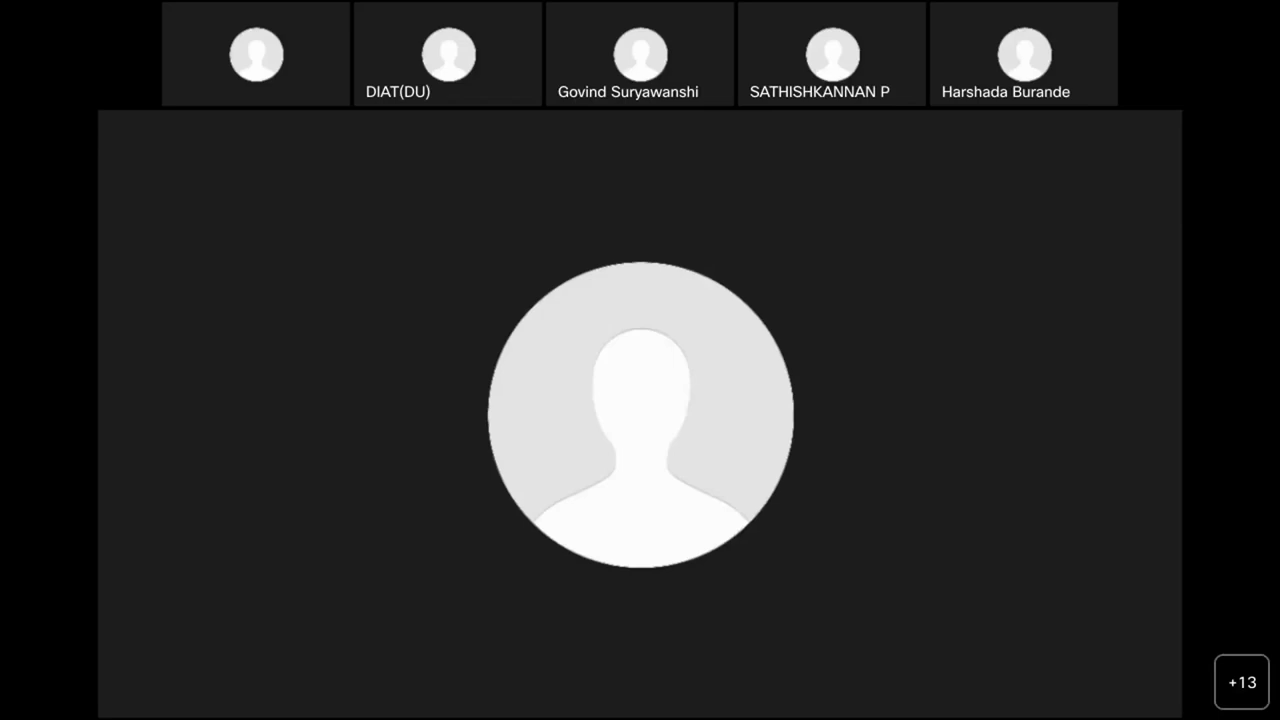 DIAT(DU)
Govind Suryawanshi
SATHISHKANNAN P
Harshada Burande
+13